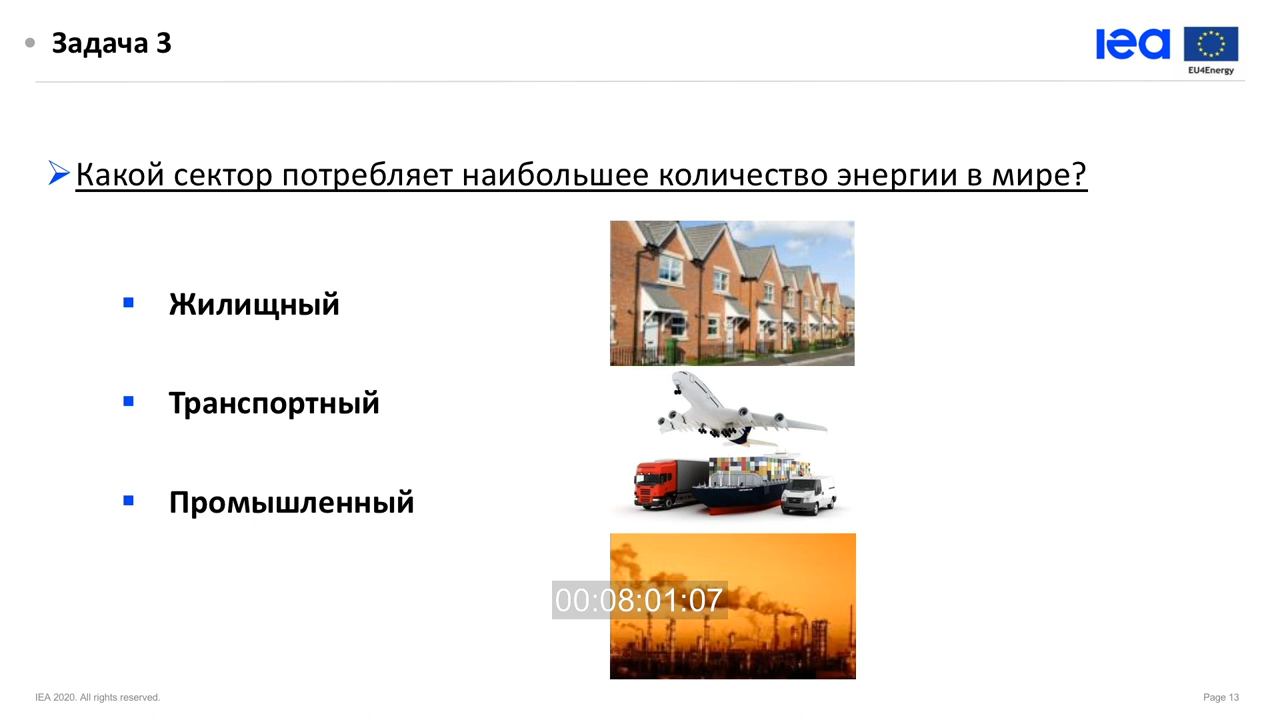 Задача 3
iea
EU4Energy
Какой сектор потребляет наибольшее количество энергии в мире?
Жилищный
Транспортный
Промышленный
00:08:01:07
IEA 2020. All rights reserved.
Page 13